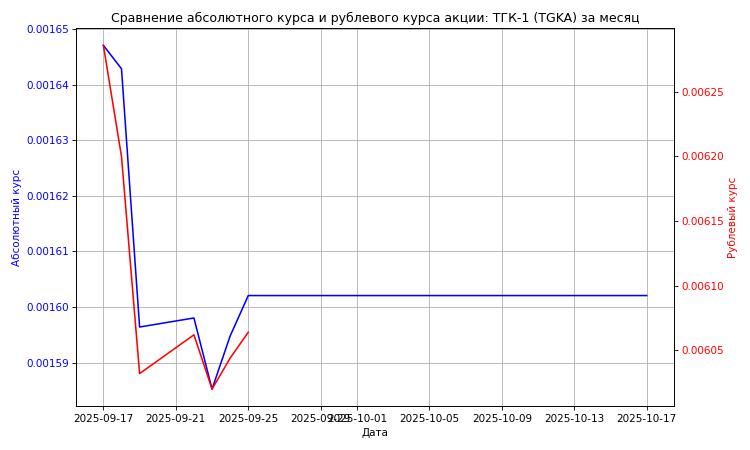 Сравнение абсолютного курса и рублевого курса акции: ТГК-1 (TGKA) за месяц
0.00165
0.00164
0.00163
0.00162
0.00161
0.00160
0.00159
Абсолютный курс
0.00625
0.00620
0.00615
0.00610
0.00605
Рублевый курс
2025-09-17 2025-09-21 2025-09-25 2025-09-29 2025-10-01 2025-10-05 2025-10-09 2025-10-13 2025-10-17
Дата